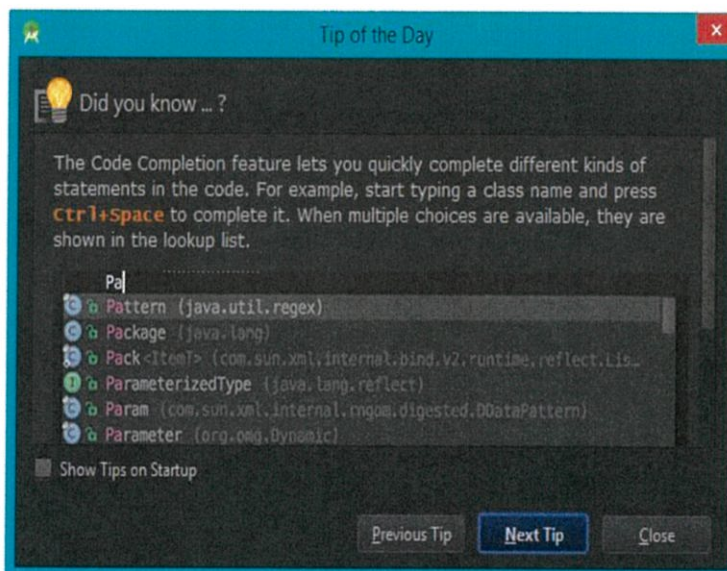 Tip of the Day
x
Did you know ... ?
The Code Completion feature lets you quickly complete different kinds of
statements in the code. For example, start typing a class name and press
Ctrl+Space to complete it. When multiple choices are available, they are
shown in the lookup list.
Pa
C Pattern (java.util.regex)
C Package (java.lang)
C Pack<ItemT> (com.sun.xml.internal.bind.v2.runtime.reflect.Lis…
I ParameterizedType (java.lang.reflect)
C Param (com.sun.xml.internal.rngom.digested.DDataPattern)
C Parameter (org.omg.Dynamic)
Show Tips on Startup
Previous Tip Next Tip Close